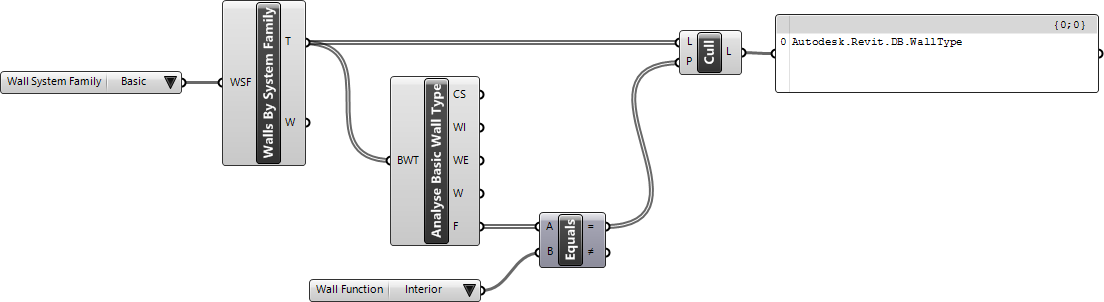 Wall System Family Basic
WSF
Walls By System Family
T
W
BWT
Analyse Basic Wall Type
CS
WI
WE
W
F
Wall Function Interior
A
B
Equals
=
≠
L
P
Cull
L
{0;0}
0 Autodesk.Revit.DB.WallType